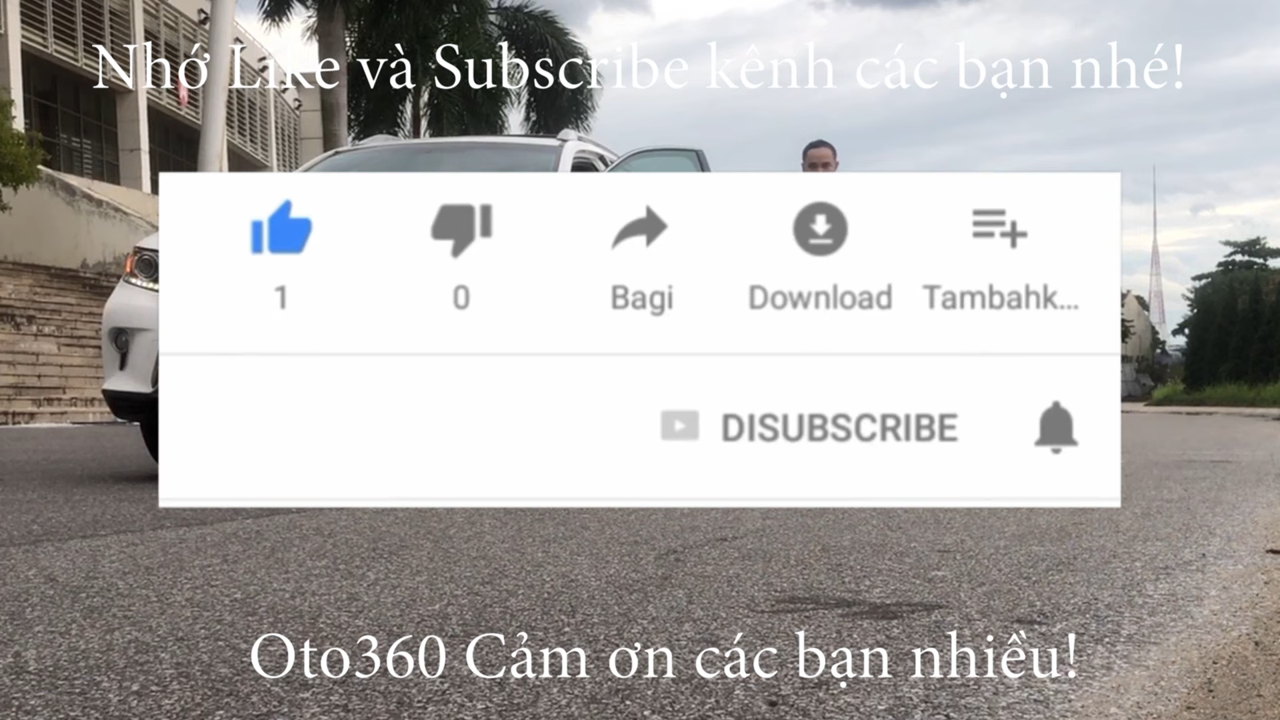 Nhớ Like và Subscribe kênh các bạn nhé!
1 0 Bagi Download Tambahk...
DISUBSCRIBE
Oto360 Cảm ơn các bạn nhiều!